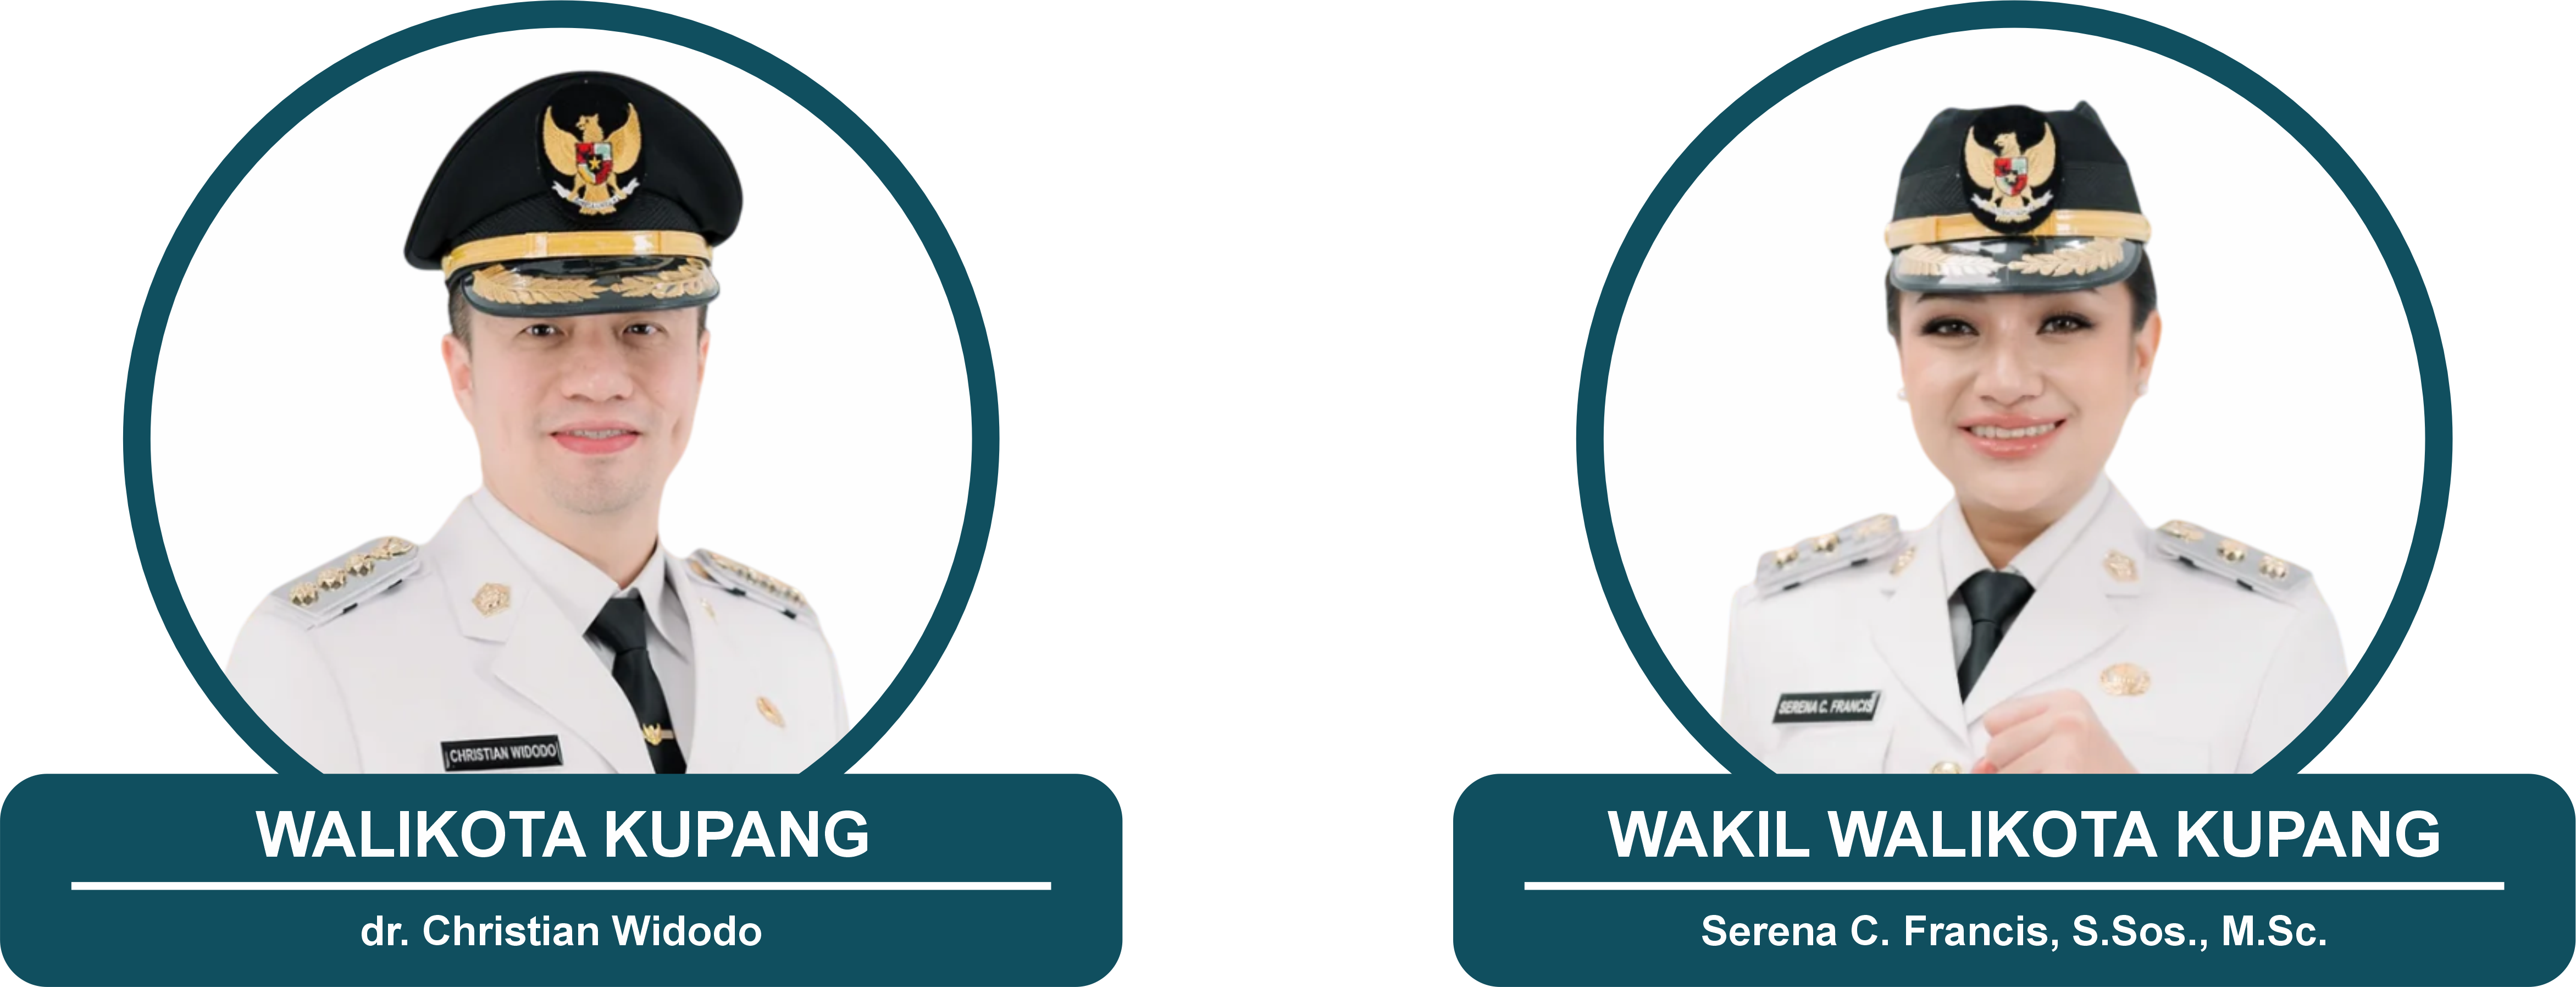 CHRISTIAN WIDODO
WALIKOTA KUPANG
dr. Christian Widodo
SERENA C. FRANCIS
WAKIL WALIKOTA KUPANG
Serena C. Francis, S.Sos., M.Sc.